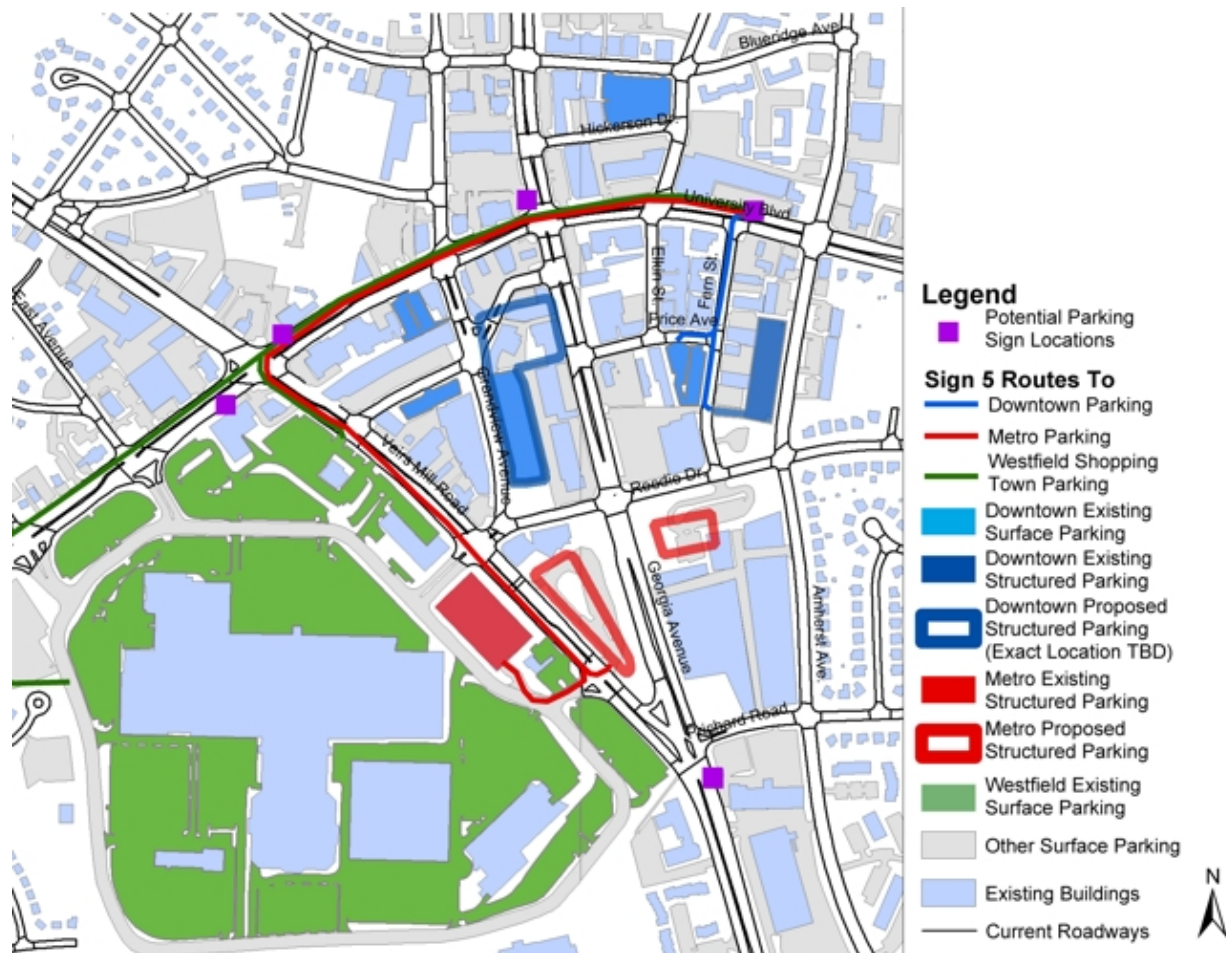 Blueridge Ave
Hickerson Dr.
University Blvd
Elkin St.
Fern St.
Price Ave
East Avenue
Grandview Avenue
Veirs Mill Road
Reedie Dr.
Georgia Avenue
Amherst Ave.
Prichard Road
Legend
Potential Parking
Sign Locations
Sign 5 Routes To
Downtown Parking
Metro Parking
Westfield Shopping
Town Parking
Downtown Existing
Surface Parking
Downtown Existing
Structured Parking
Downtown Proposed
Structured Parking
(Exact Location TBD)
Metro Existing
Structured Parking
Metro Proposed
Structured Parking
Westfield Existing
Surface Parking
Other Surface Parking
Existing Buildings
Current Roadways
N